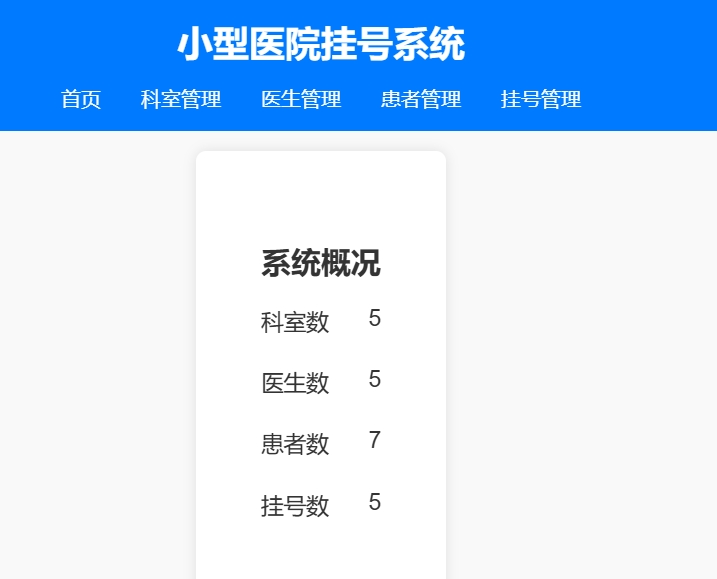 小型医院挂号系统
首页 科室管理 医生管理 患者管理 挂号管理
系统概况
科室数 5
医生数 5
患者数 7
挂号数 5